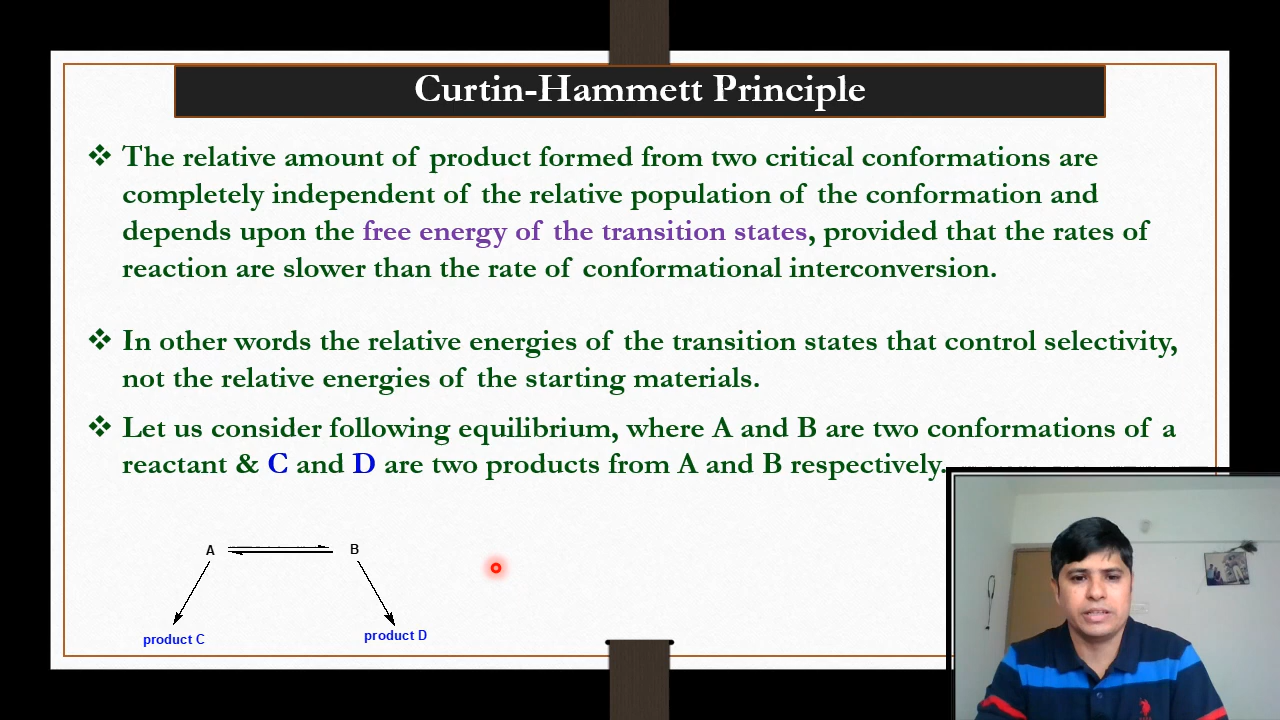 Curtin-Hammett Principle
❖ The relative amount of product formed from two critical conformations are
completely independent of the relative population of the conformation and
depends upon the free energy of the transition states, provided that the rates of
reaction are slower than the rate of conformational interconversion.
❖ In other words the relative energies of the transition states that control selectivity,
not the relative energies of the starting materials.
❖ Let us consider following equilibrium, where A and B are two conformations of a
reactant & C and D are two products from A and B respectively.
A B
product C product D